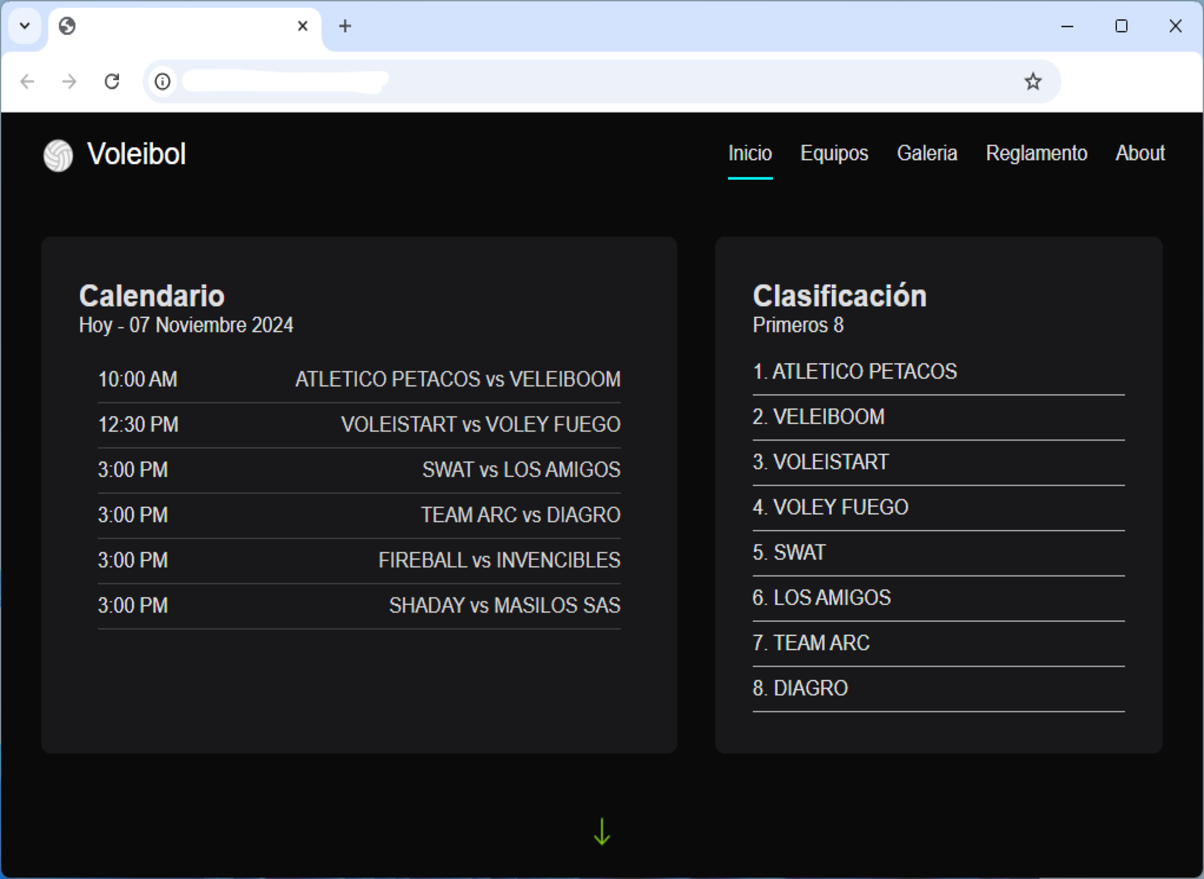 Voleibol
Inicio Equipos Galeria Reglamento About
Calendario
Hoy - 07 Noviembre 2024
10:00 AM ATLETICO PETACOS vs VELEIBOOM
12:30 PM VOLEISTART vs VOLEY FUEGO
3:00 PM SWAT vs LOS AMIGOS
3:00 PM TEAM ARC vs DIAGRO
3:00 PM FIREBALL vs INVENCIBLES
3:00 PM SHADAY vs MASILOS SAS
Clasificación
Primeros 8
1. ATLETICO PETACOS
2. VELEIBOOM
3. VOLEISTART
4. VOLEY FUEGO
5. SWAT
6. LOS AMIGOS
7. TEAM ARC
8. DIAGRO